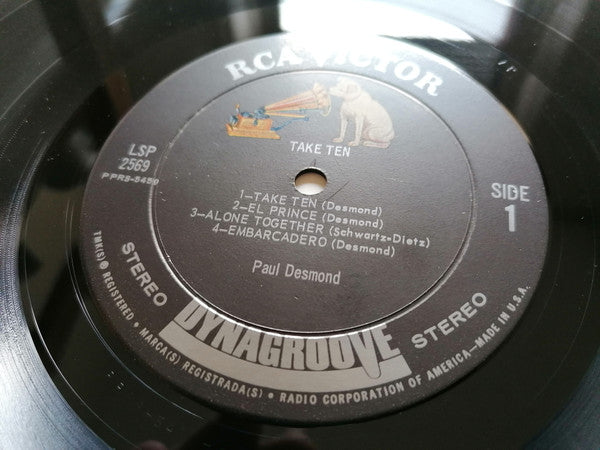 RCA VICTOR
TAKE TEN
LSP
2569
SIDE
1
1-TAKE TEN (Desmond)
2-EL PRINCE (Desmond)
3-ALONE TOGETHER (Schwartz-Dietz)
4-EMBARCADERO (Desmond)
Paul Desmond
STEREO DYNAGROOVE STEREO
TMK(S) ® REGISTERED • MARCA(S) REGISTRADA(S) • RADIO CORPORATION OF AMERICA—MADE IN U.S.A.